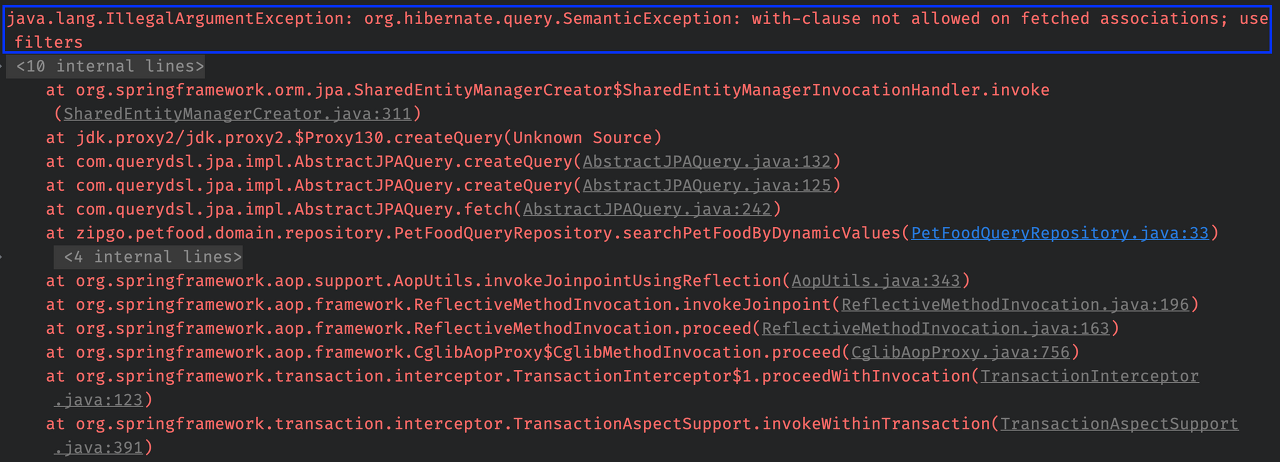 java.lang.IllegalArgumentException: org.hibernate.query.SemanticException: with-clause not allowed on fetched associations; use
filters
<10 internal lines>
at org.springframework.orm.jpa.SharedEntityManagerCreator$SharedEntityManagerInvocationHandler.invoke
(SharedEntityManagerCreator.java:311)
at jdk.proxy2/jdk.proxy2.$Proxy130.createQuery(Unknown Source)
at com.querydsl.jpa.impl.AbstractJPAQuery.createQuery(AbstractJPAQuery.java:132)
at com.querydsl.jpa.impl.AbstractJPAQuery.createQuery(AbstractJPAQuery.java:125)
at com.querydsl.jpa.impl.AbstractJPAQuery.fetch(AbstractJPAQuery.java:242)
at zipgo.petfood.domain.repository.PetFoodQueryRepository.searchPetFoodByDynamicValues(PetFoodQueryRepository.java:33)
<4 internal lines>
at org.springframework.aop.support.AopUtils.invokeJoinpointUsingReflection(AopUtils.java:343)
at org.springframework.aop.framework.ReflectiveMethodInvocation.invokeJoinpoint(ReflectiveMethodInvocation.java:196)
at org.springframework.aop.framework.ReflectiveMethodInvocation.proceed(ReflectiveMethodInvocation.java:163)
at org.springframework.aop.framework.CglibAopProxy$CglibMethodInvocation.proceed(CglibAopProxy.java:756)
at org.springframework.transaction.interceptor.TransactionInterceptor$1.proceedWithInvocation(TransactionInterceptor
.java:123)
at org.springframework.transaction.interceptor.TransactionAspectSupport.invokeWithinTransaction(TransactionAspectSupport
.java:391)